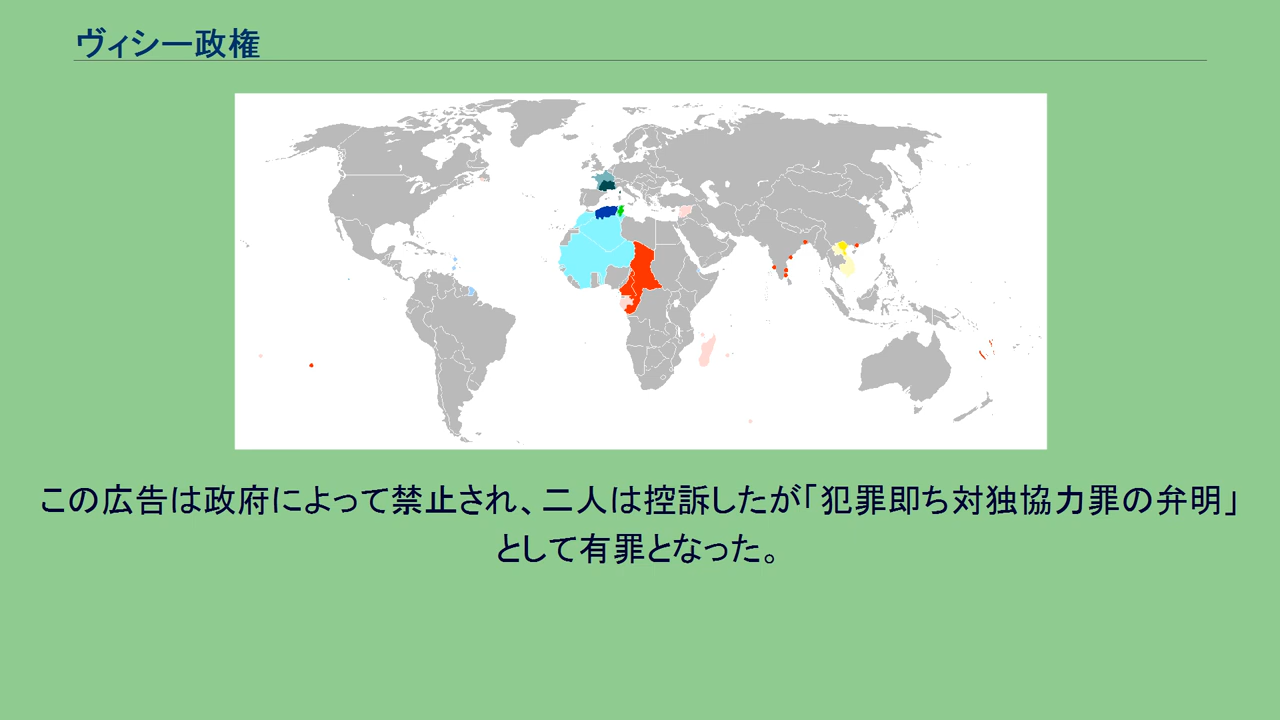 ヴィシー政権
この広告は政府によって禁止され、二人は控訴したが「犯罪即ち対独協力罪の弁明」
として有罪となった。